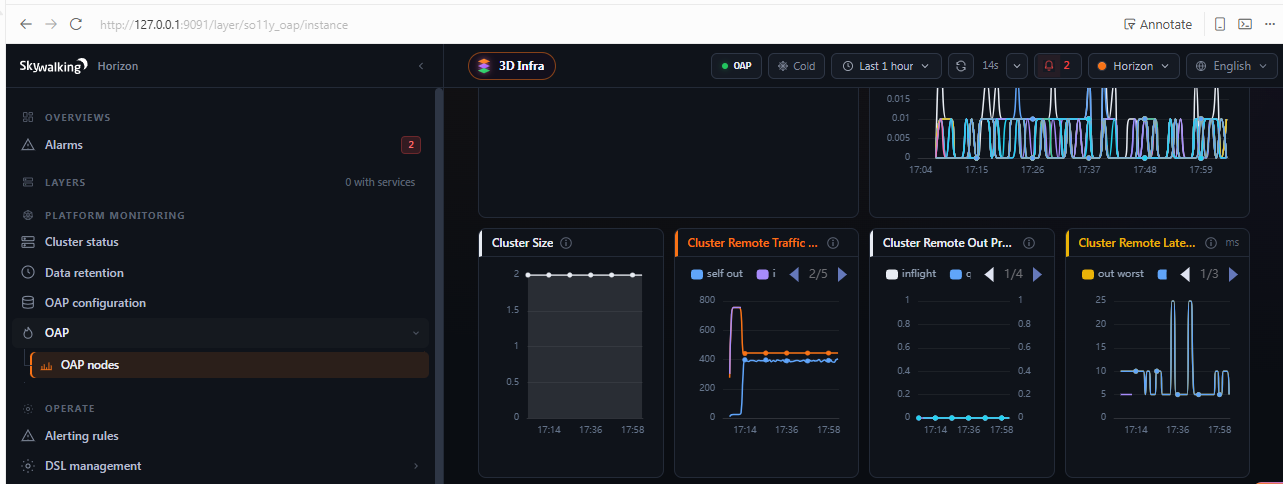 http://127.0.0.1:9091/layer/so11y_oap/instance
Annotate
Skywalking Horizon
3D Infra
OAP
Cold
Last 1 hour
14s
2
Horizon
English
OVERVIEWS
Alarms
2
LAYERS
0 with services
PLATFORM MONITORING
Cluster status
Data retention
OAP configuration
OAP
OAP nodes
OPERATE
Alerting rules
DSL management
0.015
0.01
0.005
0
17:04 17:15 17:26 17:37 17:48 17:59
Cluster Size
2
1.5
1
0.5
0
17:14 17:36 17:58
Cluster Remote Traffic ...
self out i 2/5
800
600
400
200
0
17:14 17:36 17:58
Cluster Remote Out Pr...
inflight q 1/4
1 1
0.8 0.8
0.6 0.6
0.4 0.4
0.2 0.2
0 0
17:14 17:36 17:58
Cluster Remote Late... ms
out worst 1/3
25
20
15
10
5
0
17:14 17:36 17:58